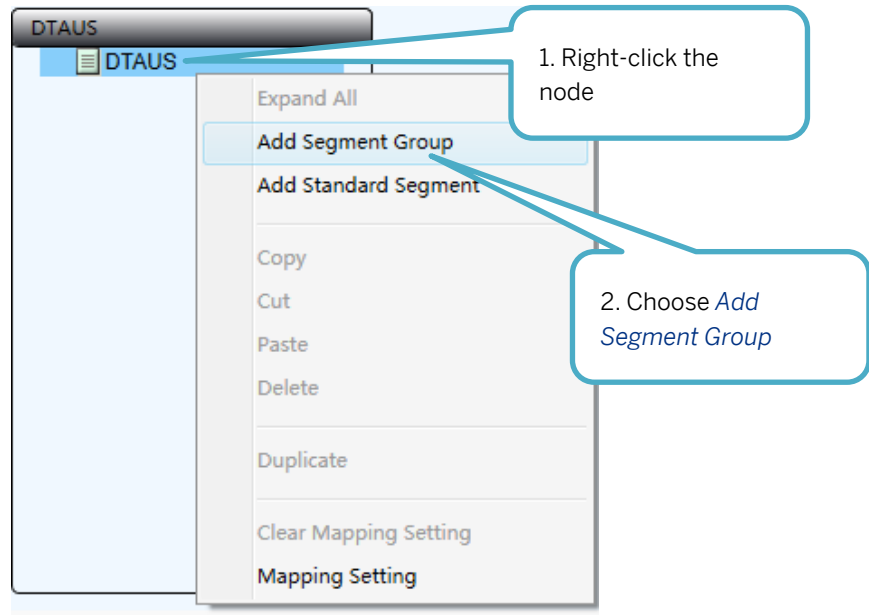 DTAUS
DTAUS
1. Right-click the
node
Expand All
Add Segment Group
Add Standard Segment
Copy
Cut
Paste
Delete
Duplicate
Clear Mapping Setting
Mapping Setting
2. Choose Add
Segment Group